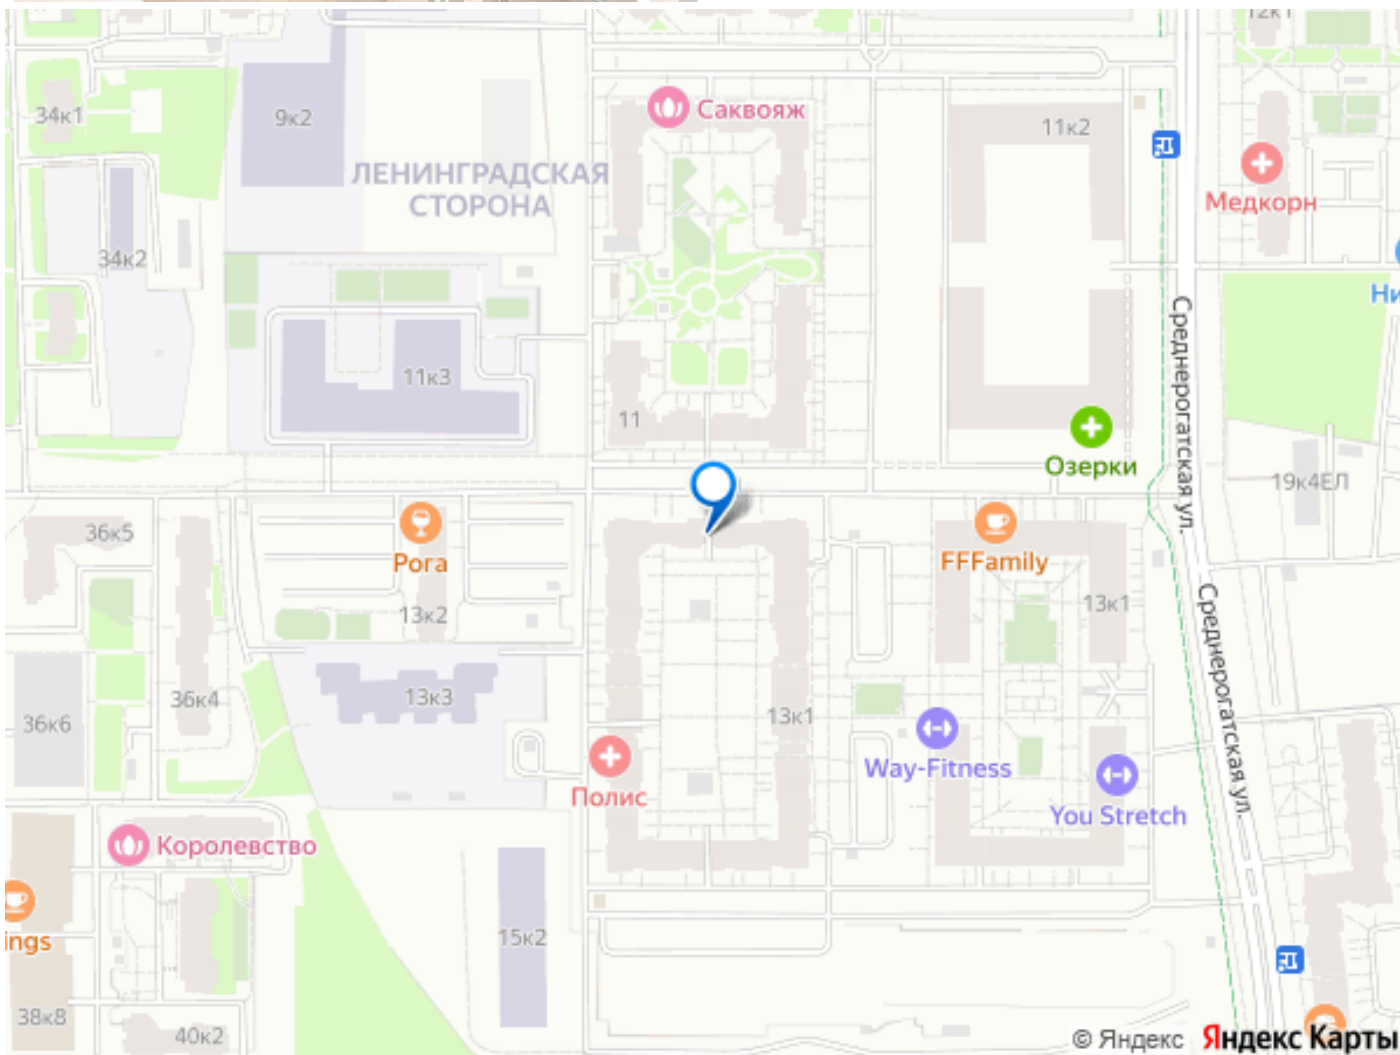 12к1
34к1
9к2
Саквояж
11к2
ЛЕНИНГРАДСКАЯ
СТОРОНА
Медкорн
34к2
Ни
Среднерогатская ул.
11к3
11
Озерки
19к4ЕЛ
36к5
Рога
FFFamily
13к2
13к1
Среднерогатская ул.
36к4
13к3
36к6
13к1
Way-Fitness
Полис
You Stretch
Королевство
ings
15к2
38к8
40к2
© Яндекс Яндекс Карты